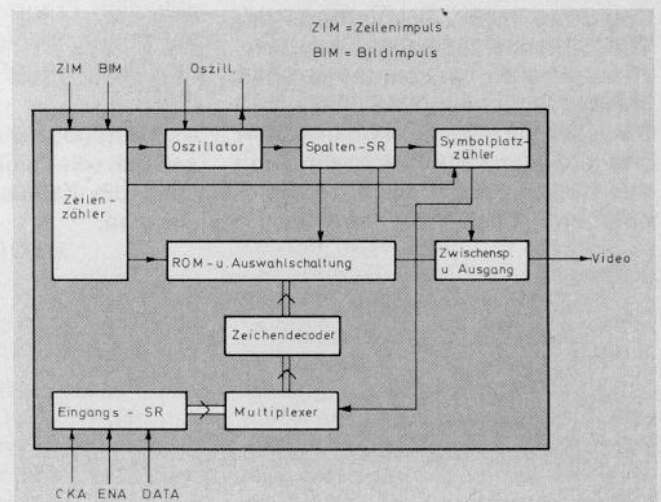 ZIM = Zeilenimpuls
BIM = Bildimpuls
ZIM BIM Oszill.
Oszillator
Spalten-SR
Symbolplatz-
zähler
Zeilen-
zähler
ROM-u. Auswahlschaltung
Zwischensp.
u. Ausgang
Video
Zeichendecoder
Eingangs - SR
Multiplexer
CKA ENA DATA